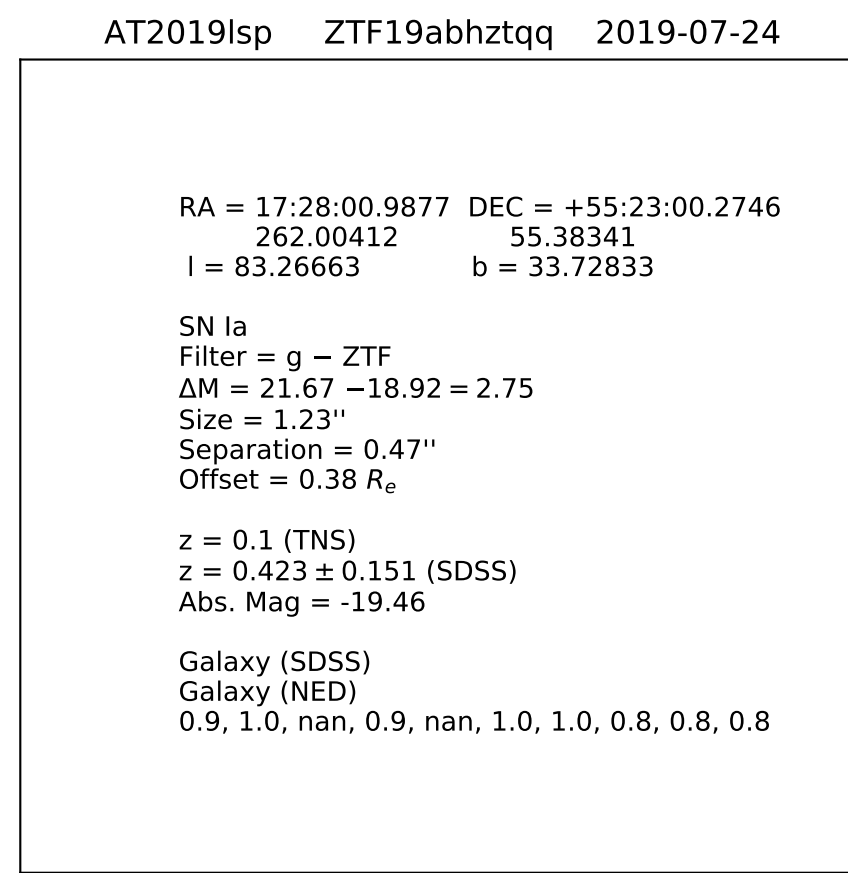 AT2019lsp ZTF19abhztqq 2019-07-24
RA = 17:28:00.9877 DEC = +55:23:00.2746
262.00412 55.38341
l = 83.26663 b = 33.72833
SN Ia
Filter = g − ZTF
ΔM = 21.67 −18.92 = 2.75
Size = 1.23''
Separation = 0.47''
Offset = 0.38 Rₑ
z = 0.1 (TNS)
z = 0.423 ± 0.151 (SDSS)
Abs. Mag = -19.46
Galaxy (SDSS)
Galaxy (NED)
0.9, 1.0, nan, 0.9, nan, 1.0, 1.0, 0.8, 0.8, 0.8